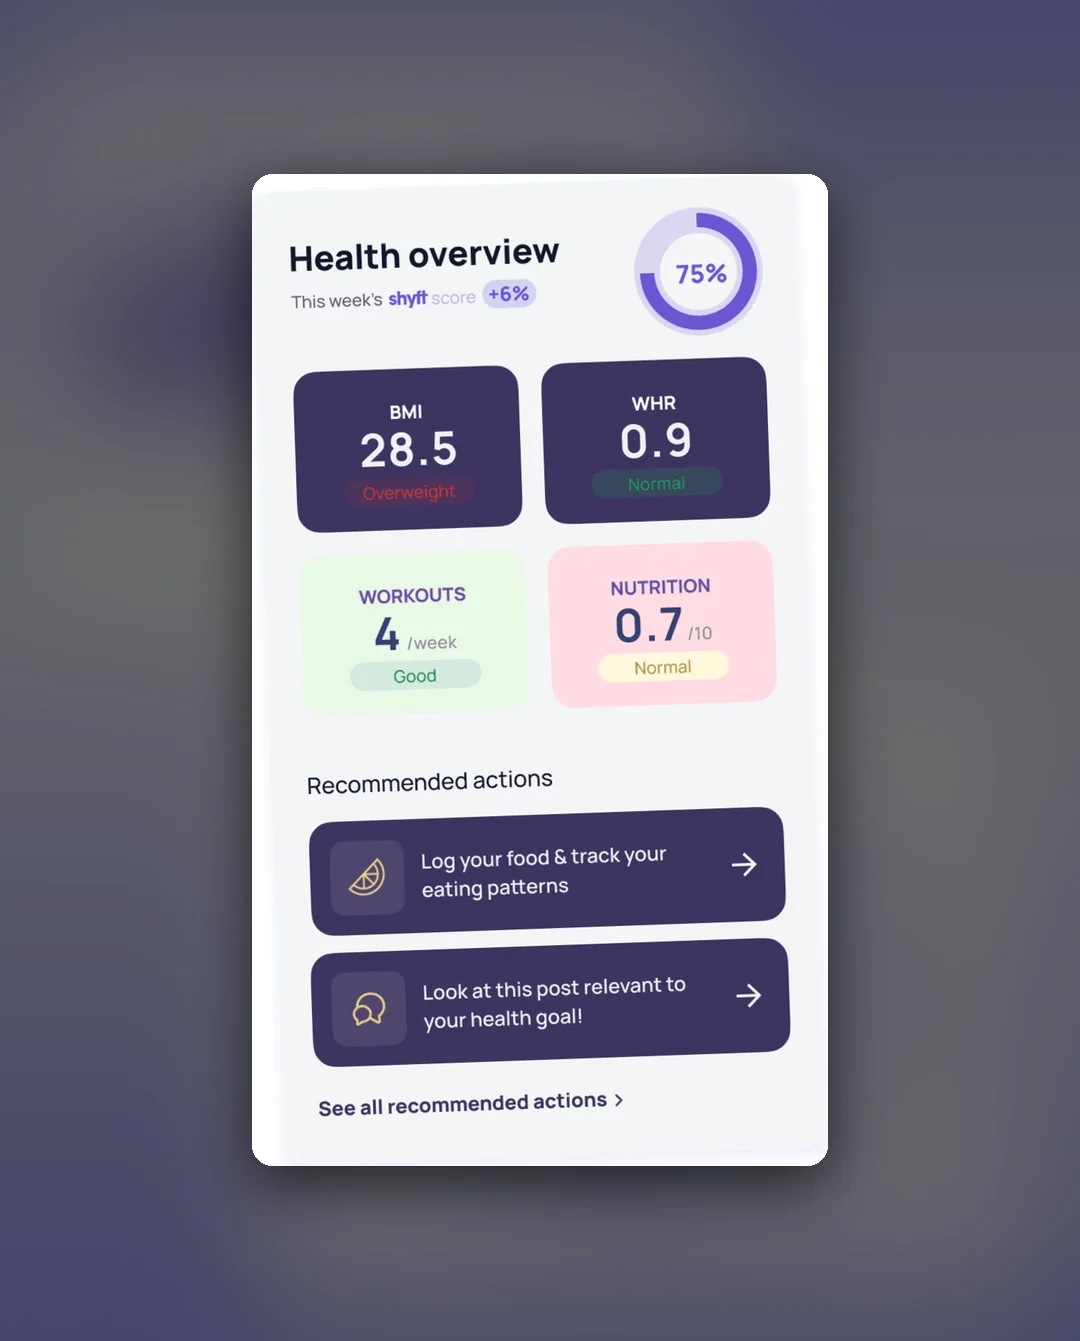 Health overview
This week's shyft score +6%
75%
BMI
28.5
Overweight
WHR
0.9
Normal
WORKOUTS
4 /week
Good
NUTRITION
0.7 /10
Normal
Recommended actions
Log your food & track your
eating patterns
Look at this post relevant to
your health goal!
See all recommended actions >